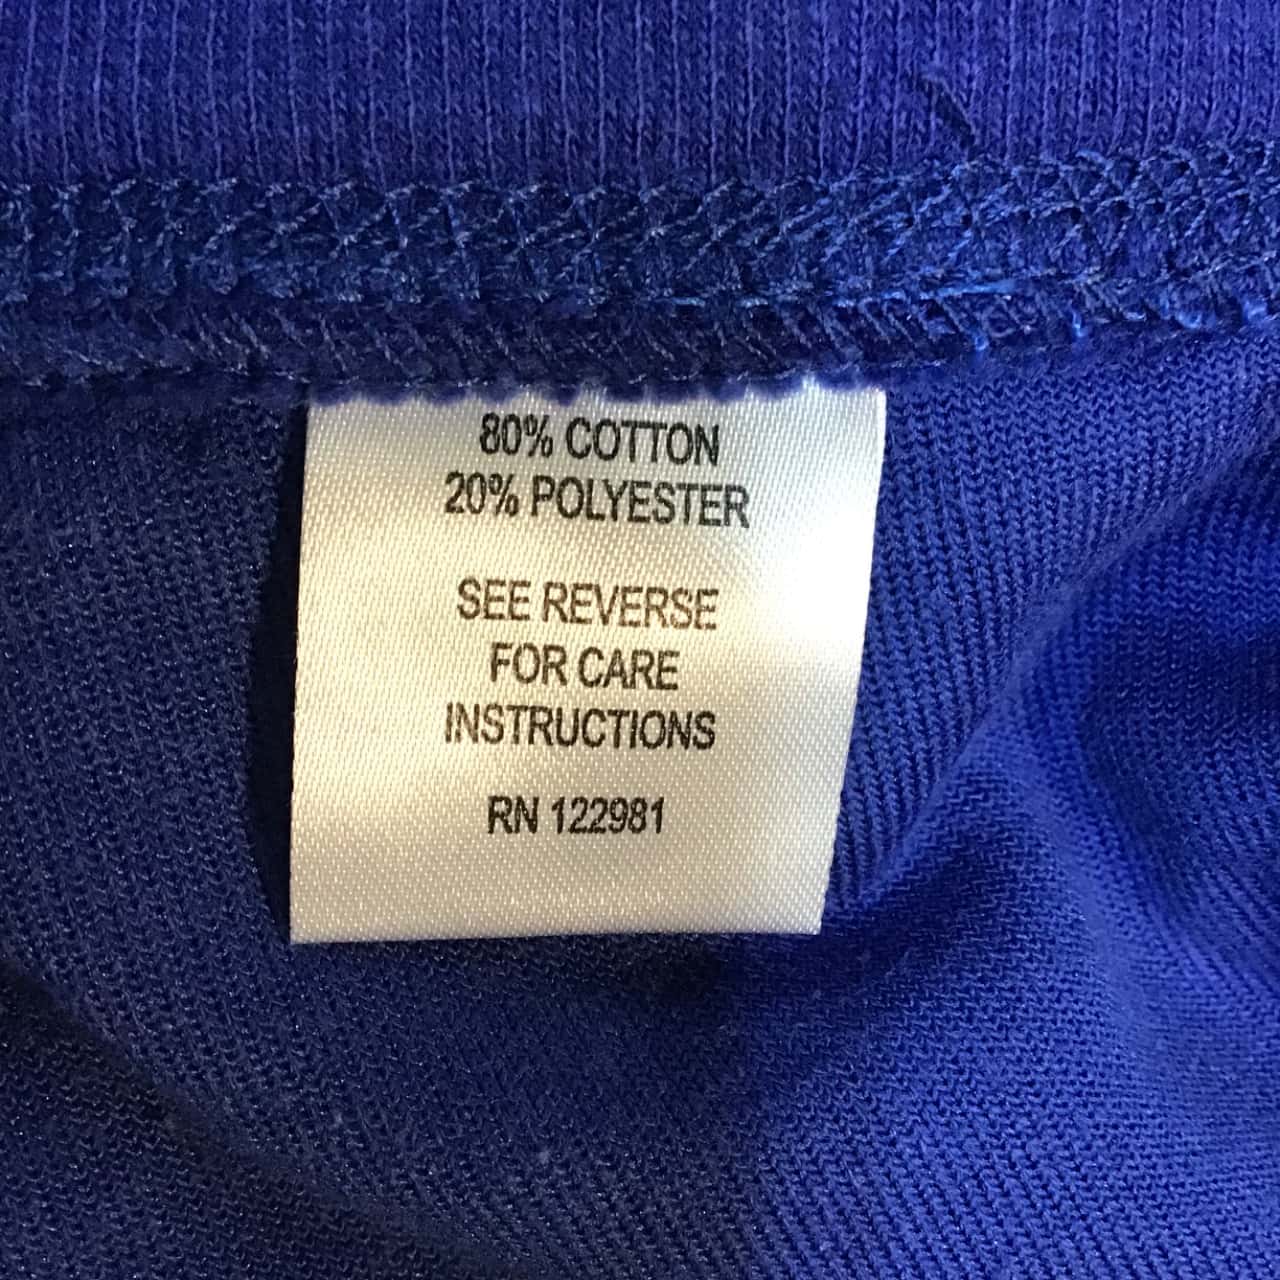 80% COTTON
20% POLYESTER
SEE REVERSE
FOR CARE
INSTRUCTIONS
RN 122981